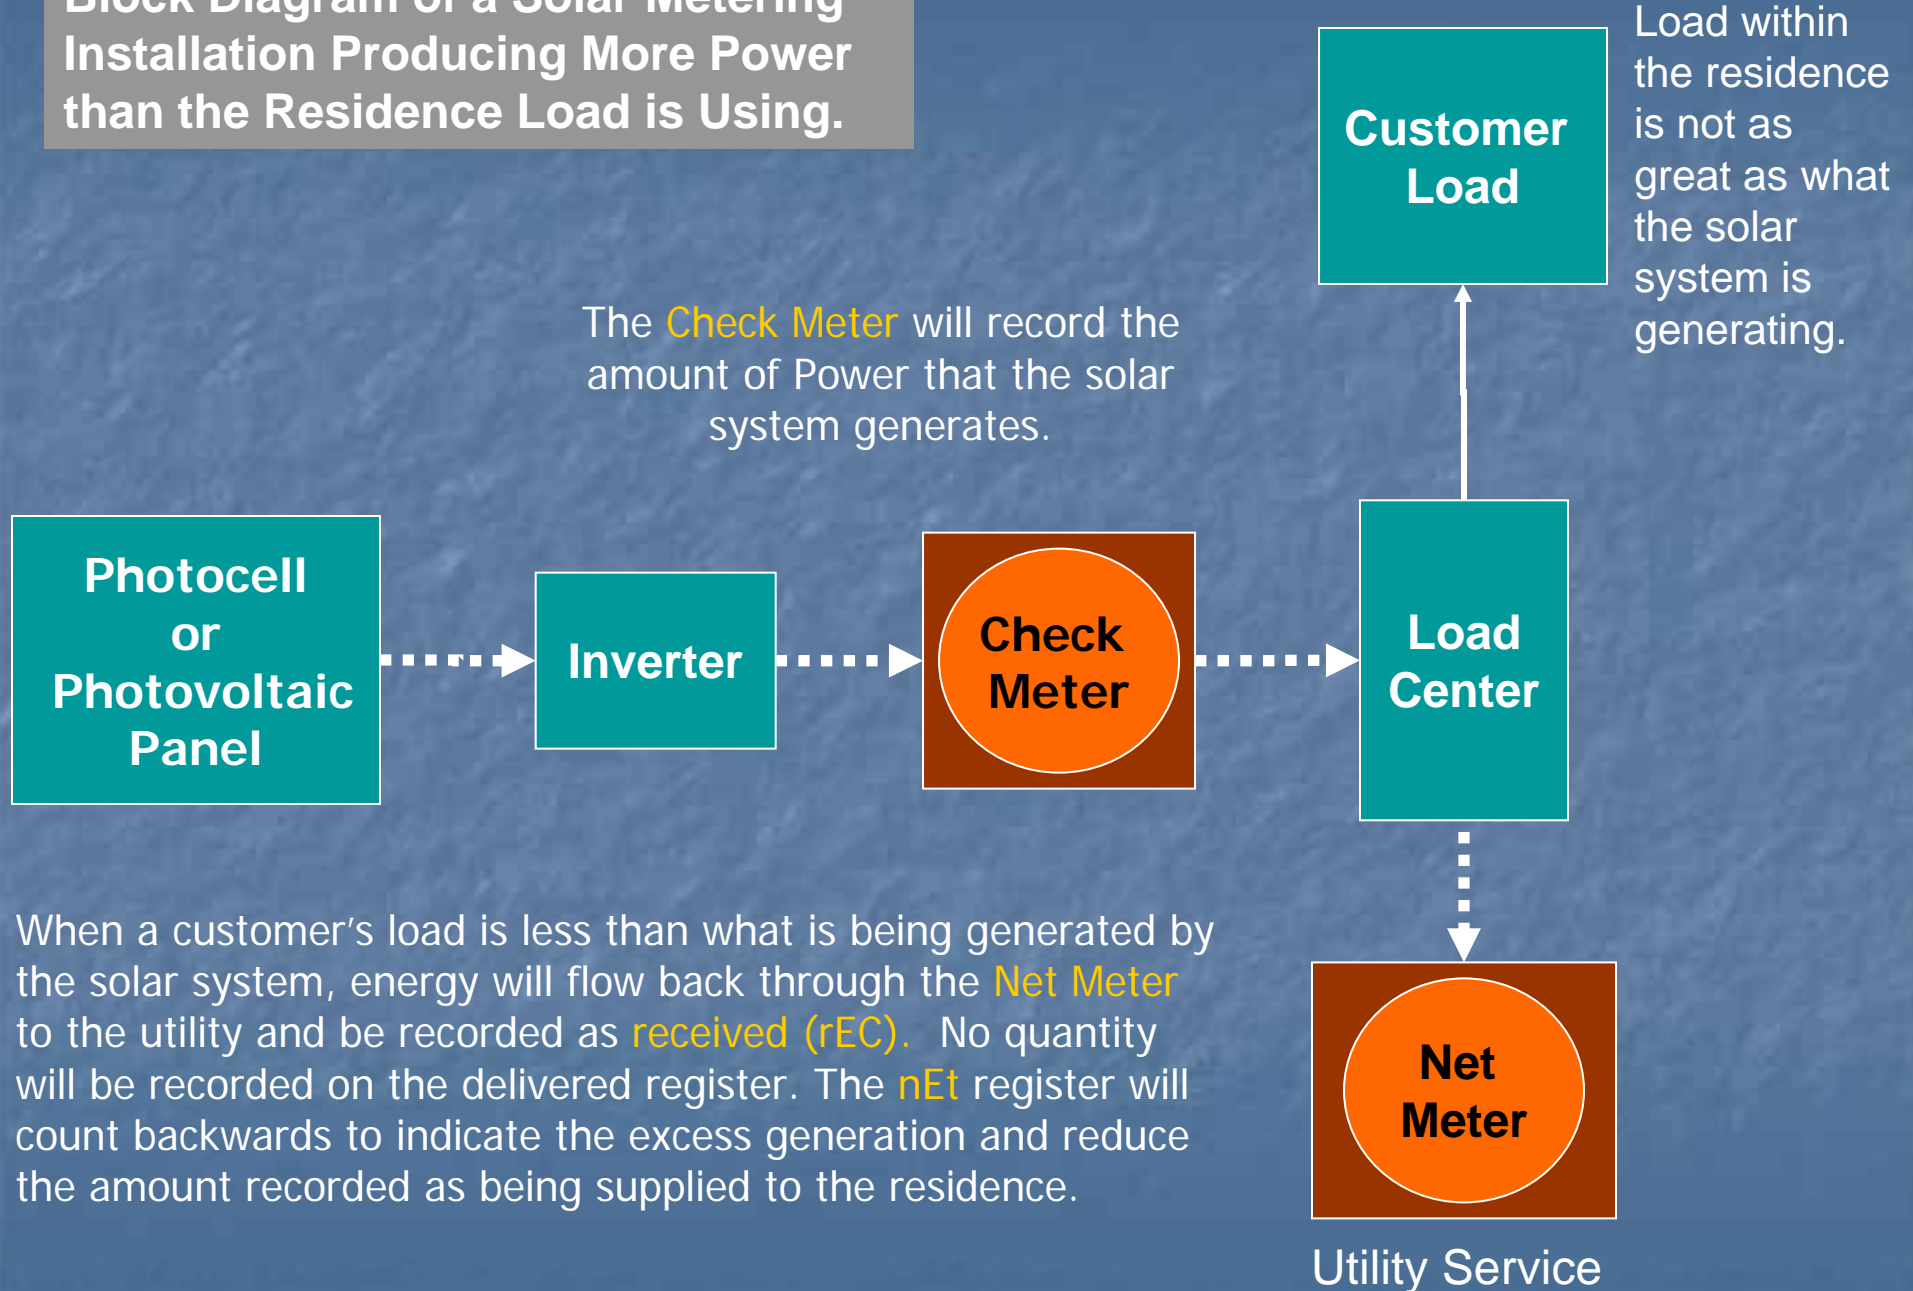 Block Diagram of a Solar Metering
Installation Producing More Power
than the Residence Load is Using.
Load within
the residence
is not as
great as what
the solar
system is
generating.
Customer
Load
The Check Meter will record the
amount of Power that the solar
system generates.
Photocell
or
Photovoltaic
Panel
Inverter
Check
Meter
Load
Center
When a customer’s load is less than what is being generated by
the solar system, energy will flow back through the Net Meter
to the utility and be recorded as received (rEC). No quantity
will be recorded on the delivered register. The nEt register will
count backwards to indicate the excess generation and reduce
the amount recorded as being supplied to the residence.
Net
Meter
Utility Service